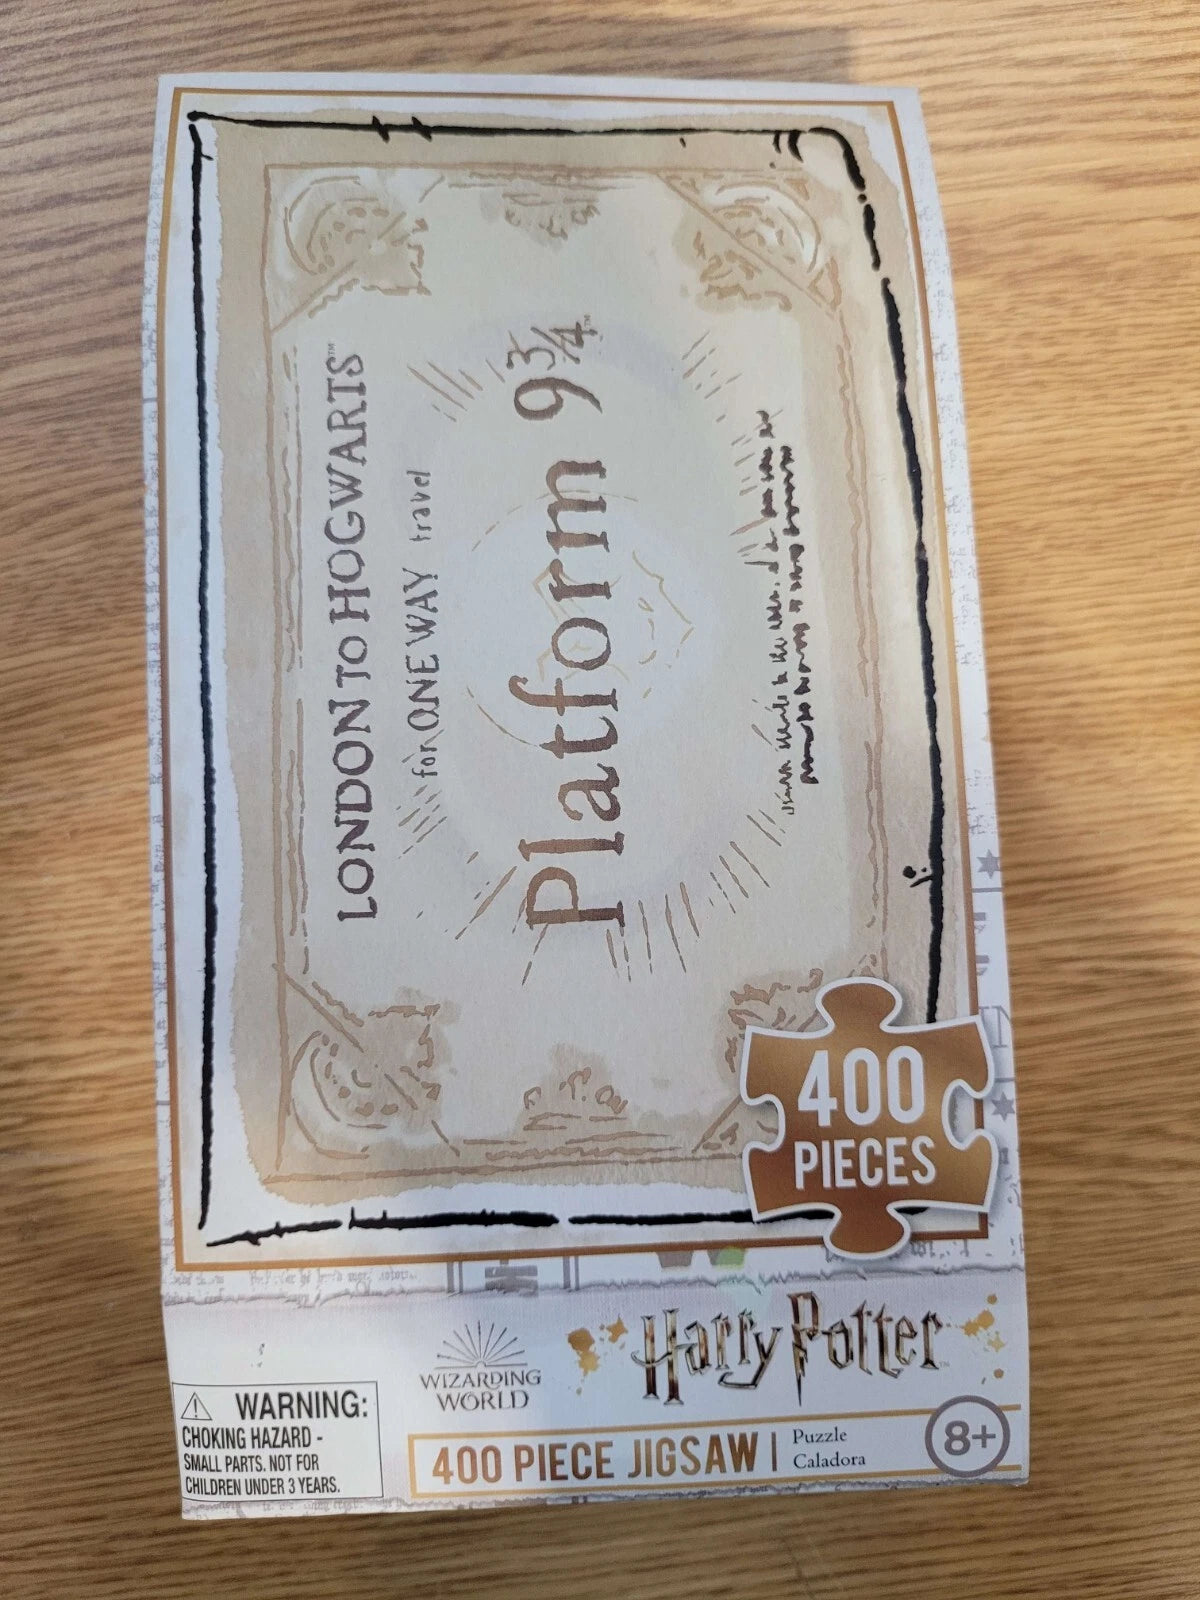 LONDON TO HOGWARTS™
for ONE WAY travel
Platform 9¾™
400
PIECES
Harry Potter
WIZARDING
WORLD
WARNING:
CHOKING HAZARD -
SMALL PARTS. NOT FOR
CHILDREN UNDER 3 YEARS.
400 PIECE JIGSAW
Puzzle
Caladora
8+